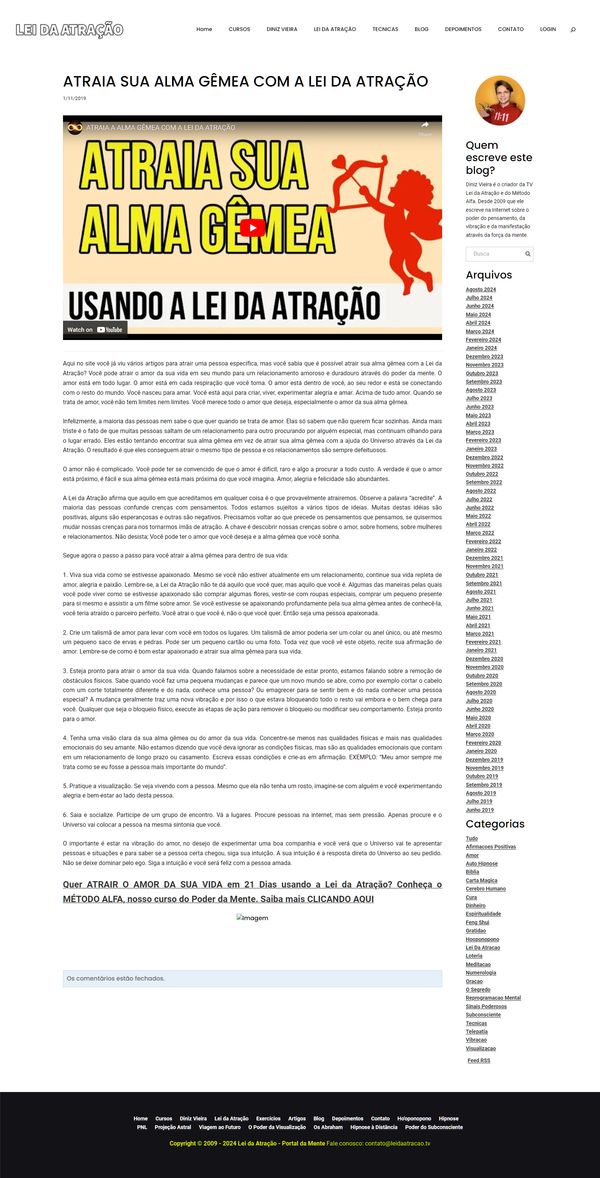 LEI DA ATRAÇÃO
Home CURSOS DINIZ VIEIRA LEI DA ATRAÇÃO TECNICAS BLOG DEPOIMENTOS CONTATO LOGIN
ATRAIA SUA ALMA GÊMEA COM A LEI DA ATRAÇÃO
1/11/2019
ATRAIA A ALMA GÊMEA COM A LEI DA ATRAÇÃO
Share
ATRAIA SUA
ALMA GÊMEA
USANDO A LEI DA ATRAÇÃO
Watch on YouTube
Aqui no site você já viu vários artigos para atrair uma pessoa especifica, mas você sabia que é possível atrair sua alma gêmea com a Lei da
Atração? Você pode atrair o amor da sua vida em seu mundo para um relacionamento amoroso e duradouro através do poder da mente. O
amor está em todo lugar. O amor está em cada respiração que você toma. O amor está dentro de você, ao seu redor e está se conectando
com o resto do mundo. Você nasceu para amar. Você está aqui para criar, viver, experimentar alegria e amar. Acima de tudo amar. Quando se
trata de amor, você não tem limites nem limites. Você merece todo o amor que deseja, especialmente o amor da sua alma gêmea.
Infelizmente, a maioria das pessoas nem sabe o que quer quando se trata de amor. Elas só sabem que não querem ficar sozinhas. Ainda mais
triste é o fato de que muitas pessoas saltam de um relacionamento para outro procurando por alguém especial, mas continuam olhando para
o lugar errado. Eles estão tentando encontrar sua alma gêmea em vez de atrair sua alma gêmea com a ajuda do Universo através da Lei da
Atração. O resultado é que eles conseguem atrair o mesmo tipo de pessoa e os relacionamentos são sempre defeituosos.
O amor não é complicado. Você pode ter se convencido de que o amor é difícil, raro e algo a procurar a todo custo. A verdade é que o amor
está próximo, é fácil e sua alma gêmea está mais próxima do que você imagina. Amor, alegria e felicidade são abundantes.
A Lei da Atração afirma que aquilo em que acreditamos em qualquer coisa é o que provavelmente atrairemos. Observe a palavra "acredite". A
maioria das pessoas confunde crenças com pensamentos. Todos estamos sujeitos a vários tipos de ideias. Muitas destas idéias são
positivas, alguns são esperançosas e outras são negativos. Precisamos voltar ao que precede os pensamentos que pensamos, se quisermos
mudar nossas crenças para nos tornarmos imãs de atração. A chave é descobrir nossas crenças sobre o amor, sobre homens, sobre mulheres
e relacionamentos. Não desista; Você pode ter o amor que você deseja e a alma gêmea que você sonha.
Segue agora o passo a passo para você atrair a alma gêmea para dentro de sua vida:
1. Viva sua vida como se estivesse apaixonado. Mesmo se você não estiver atualmente em um relacionamento, continue sua vida repleta de
amor, alegria e paixão. Lembre-se, a Lei da Atração não te dá aquilo que você quer, mas aquilo que você é. Algumas das maneiras pelas quais
você pode viver como se estivesse apaixonado são comprar algumas flores, vestir-se com roupas especiais, comprar um pequeno presente
para si mesmo e assistir a um filme sobre amor. Se você estivesse se apaixonando profundamente pela sua alma gêmea antes de conhecê-la,
você teria atraído o parceiro perfeito. Você atrai o que você é, não o que você quer. Então seja uma pessoa apaixonada.
2. Crie um talismã de amor para levar com você em todos os lugares. Um talismã de amor poderia ser um colar ou anel único, ou até mesmo
um pequeno saco de ervas e pedras. Pode ser um pequeno cartão ou uma foto. Toda vez que você vê este objeto, recite sua afirmação de
amor. Lembre-se de como é bom estar apaixonado e atrair sua alma gêmea para sua vida.
3. Esteja pronto para atrair o amor da sua vida. Quando falamos sobre a necessidade de estar pronto, estamos falando sobre a remoção de
obstáculos físicos. Sabe quando você faz uma pequena mudanças e parece que um novo mundo se abre, como por exemplo cortar o cabelo
com um corte totalmente diferente e do nada, conhece uma pessoa? Ou emagrecer para se sentir bem e do nada conhecer uma pessoa
especial? A mudança geralmente traz uma nova vibração e por isso o que estava bloqueando todo o resto vai embora e o bem chega para
você. Qualquer que seja o bloqueio físico, execute as etapas de ação para remover o bloqueio ou modificar seu comportamento. Esteja pronto
para o amor.
4. Tenha uma visão clara da sua alma gêmea ou do amor da sua vida. Concentre-se menos nas qualidades físicas e mais nas qualidades
emocionais do seu amante. Não estamos dizendo que você deva ignorar as condições físicas, mas são as qualidades emocionais que contam
em um relacionamento de longo prazo ou casamento. Escreva essas condições e crie-as em afirmação. EXEMPLO: "Meu amor sempre me
trata como se eu fosse a pessoa mais importante do mundo".
5. Pratique a visualização. Se veja vivendo com a pessoa. Mesmo que ela não tenha um rosto, imagine-se com alguém e você experimentando
alegria e bem-estar ao lado desta pessoa.
6. Saia e socialize. Participe de um grupo de encontro. Vá a lugares. Procure pessoas na internet, mas sem pressão. Apenas procure e o
Universo vai colocar a pessoa na mesma sintonia que você.
O importante é estar na vibração do amor, no desejo de experimentar uma boa companhia e você verá que o Universo vai te apresentar
pessoas e situações e para saber se a pessoa certa chegou, siga sua intuição. A sua intuição é a resposta direta do Universo ao seu pedido.
Não se deixe dominar pelo ego. Siga a intuição e você será feliz com a pessoa amada.
Quer ATRAIR O AMOR DA SUA VIDA em 21 Dias usando a Lei da Atração? Conheça o
MÉTODO ALFA, nosso curso do Poder da Mente. Saiba mais CLICANDO AQUI
Imagem
Os comentários estão fechados.
11:11
Quem
escreve este
blog?
Diniz Vieira é o criador da TV
Lei da Atração e do Método
Alfa. Desde 2009 que ele
escreve na Internet sobre o
poder do pensamento, da
vibração e da manifestação
através da força da mente.
Busca
Arquivos
Agosto 2024
Julho 2024
Junho 2024
Maio 2024
Abril 2024
Março 2024
Fevereiro 2024
Janeiro 2024
Dezembro 2023
Novembro 2023
Outubro 2023
Setembro 2023
Agosto 2023
Julho 2023
Junho 2023
Maio 2023
Abril 2023
Março 2023
Fevereiro 2023
Janeiro 2023
Dezembro 2022
Novembro 2022
Outubro 2022
Setembro 2022
Agosto 2022
Julho 2022
Junho 2022
Maio 2022
Abril 2022
Março 2022
Fevereiro 2022
Janeiro 2022
Dezembro 2021
Novembro 2021
Outubro 2021
Setembro 2021
Agosto 2021
Julho 2021
Junho 2021
Maio 2021
Abril 2021
Março 2021
Fevereiro 2021
Janeiro 2021
Dezembro 2020
Novembro 2020
Outubro 2020
Setembro 2020
Agosto 2020
Julho 2020
Junho 2020
Maio 2020
Abril 2020
Março 2020
Fevereiro 2020
Janeiro 2020
Dezembro 2019
Novembro 2019
Outubro 2019
Setembro 2019
Agosto 2019
Julho 2019
Junho 2019
Categorias
Tudo
Afirmacoes Positivas
Amor
Auto Hipnose
Biblia
Carta Magica
Cerebro Humano
Cura
Dinheiro
Espiritualidade
Feng Shui
Gratidao
Hooponopono
Lei Da Atracao
Loteria
Meditacao
Numerologia
Oracao
O Segredo
Reprogramacao Mental
Sinais Poderosos
Subconsciente
Tecnicas
Telepatia
Vibracao
Visualizacao
Feed RSS
Home Cursos Diniz Vieira Lei da Atração Exercícios Artigos Blog Depoimentos Contato Ho'oponopono Hipnose
PNL Projeção Astral Viagem ao Futuro O Poder da Visualização Os Abraham Hipnose à Distância Poder do Subconsciente
Copyright © 2009 - 2024 Lei da Atração - Portal da Mente Fale conosco: contato@leidaatracao.tv